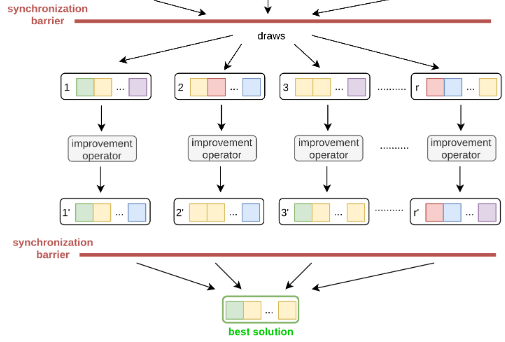 synchronization
barrier
draws
1 ...
2 ...
3 ...
..........
r ...
improvement
operator
improvement
operator
improvement
operator
..........
improvement
operator
1' ...
2' ...
3' ...
..........
r' ...
synchronization
barrier
...
best solution